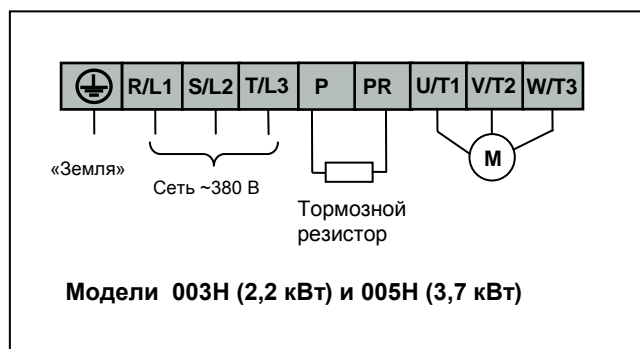 R/L1 S/L2 T/L3 P PR U/T1 V/T2 W/T3
«Земля»
Сеть ~380 В
M
Тормозной
резистор
Модели 003H (2,2 кВт) и 005H (3,7 кВт)